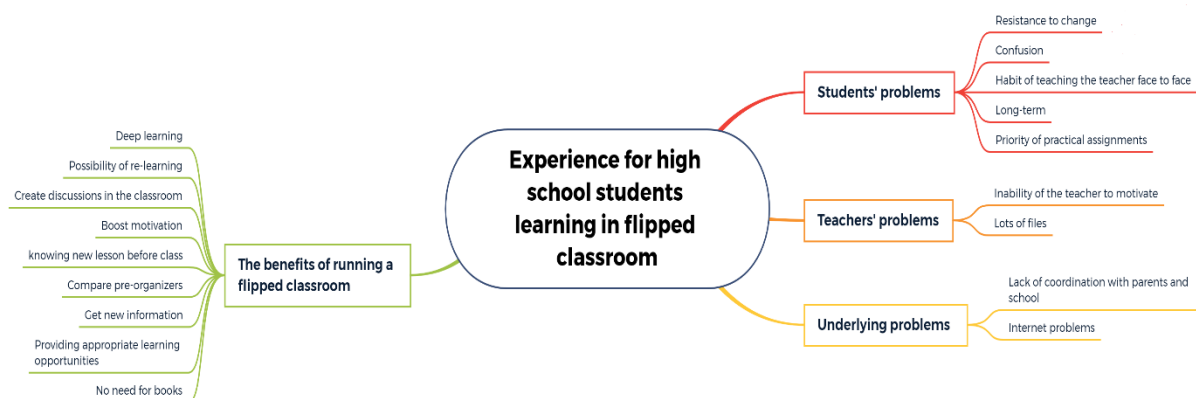 Experience for high
school students
learning in flipped
classroom
Students' problems
Resistance to change
Confusion
Habit of teaching the teacher face to face
Long-term
Priority of practical assignments
Teachers' problems
Inability of the teacher to motivate
Lots of files
Underlying problems
Lack of coordination with parents and
school
Internet problems
The benefits of running a
flipped classroom
Deep learning
Possibility of re-learning
Create discussions in the classroom
Boost motivation
knowing new lesson before class
Compare pre-organizers
Get new information
Providing appropriate learning
opportunities
No need for books